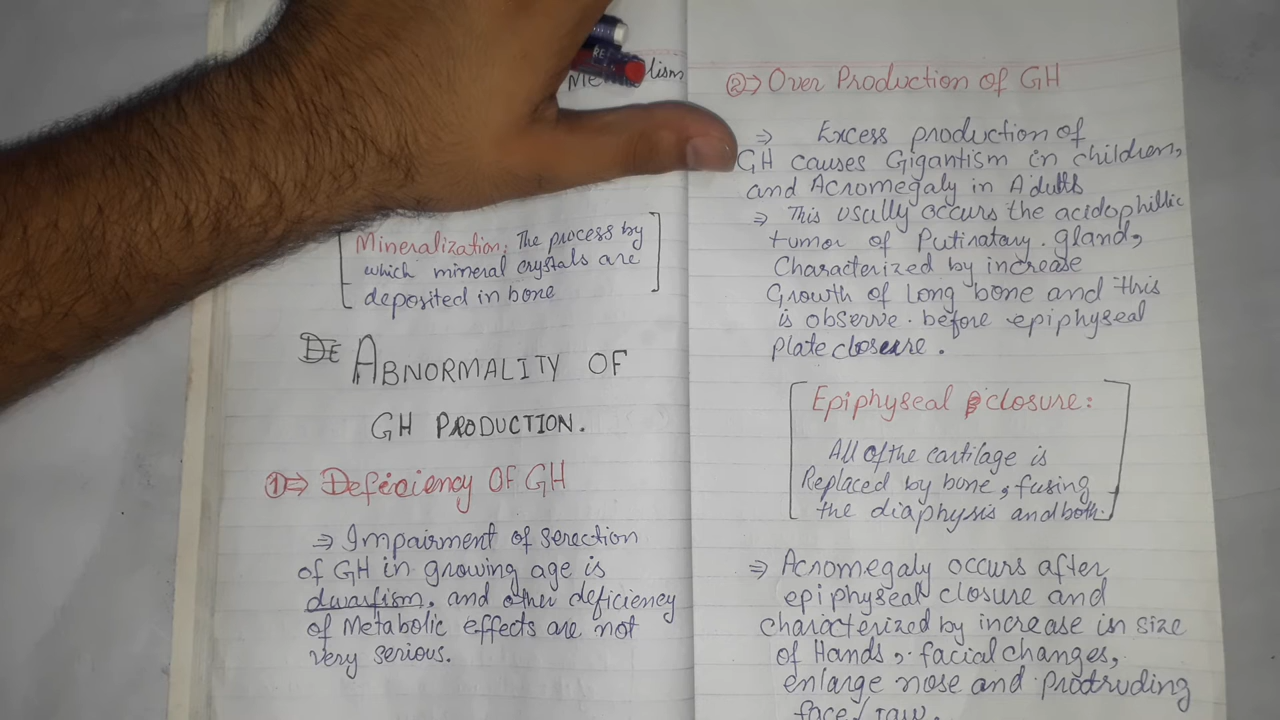 lism
Mineralization: The process by
which mineral crystals are
deposited in bone
DE ABNORMALITY OF
GH PRODUCTION.
①⇒ Deficiency OF GH
⇒ Impairment of serection
of GH in growing age is
dwarfism. and other deficiency
of Metabolic effects are not
very serious.
②⇒ Over Production of GH
⇒ Excess production of
GH causes Gigantism in children,
and Acromegaly in Adults
⇒ This usally occurs the acidophillic
tumor of Putinatary. gland,
Characterized by increase
Growth of Long bone and this
is observe. before epiphyseal
plate closure.
Epiphyseal closure:
All of the cartilage is
Replaced by bone, fusing
the diaphysis and both.
⇒ Acromegaly occurs after
epiphyseal closure and
characterized by increase in size
of Hands, facial changes,
enlarge nose and protruding
face/Jaw.